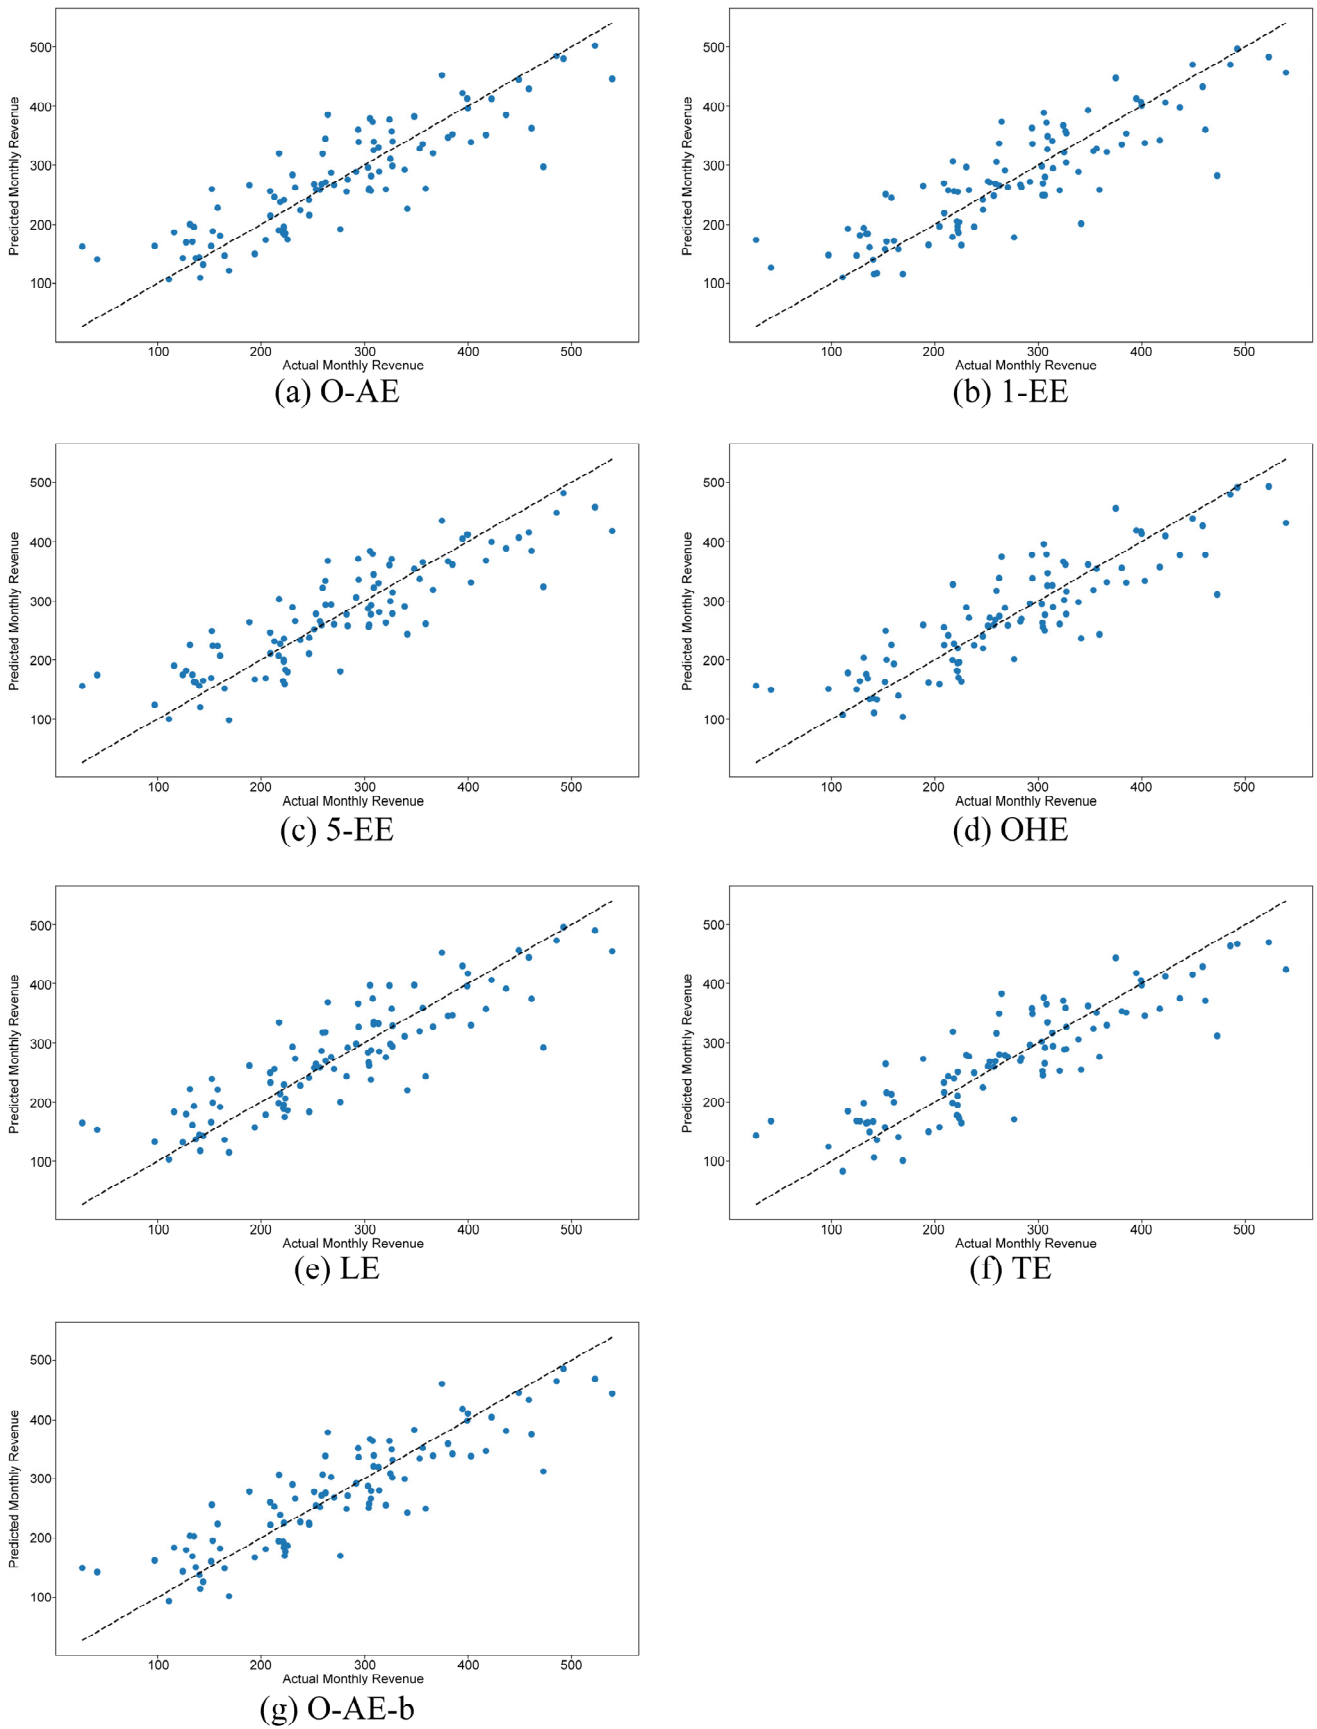 500
400
300
200
100
Predicted Monthly Revenue
100 200 300 400 500
Actual Monthly Revenue
(a) O-AE
500
400
300
200
100
Predicted Monthly Revenue
100 200 300 400 500
Actual Monthly Revenue
(b) 1-EE
500
400
300
200
100
Predicted Monthly Revenue
100 200 300 400 500
Actual Monthly Revenue
(c) 5-EE
500
400
300
200
100
Predicted Monthly Revenue
100 200 300 400 500
Actual Monthly Revenue
(d) OHE
500
400
300
200
100
Predicted Monthly Revenue
100 200 300 400 500
Actual Monthly Revenue
(e) LE
500
400
300
200
100
Predicted Monthly Revenue
100 200 300 400 500
Actual Monthly Revenue
(f) TE
500
400
300
200
100
Predicted Monthly Revenue
100 200 300 400 500
Actual Monthly Revenue
(g) O-AE-b